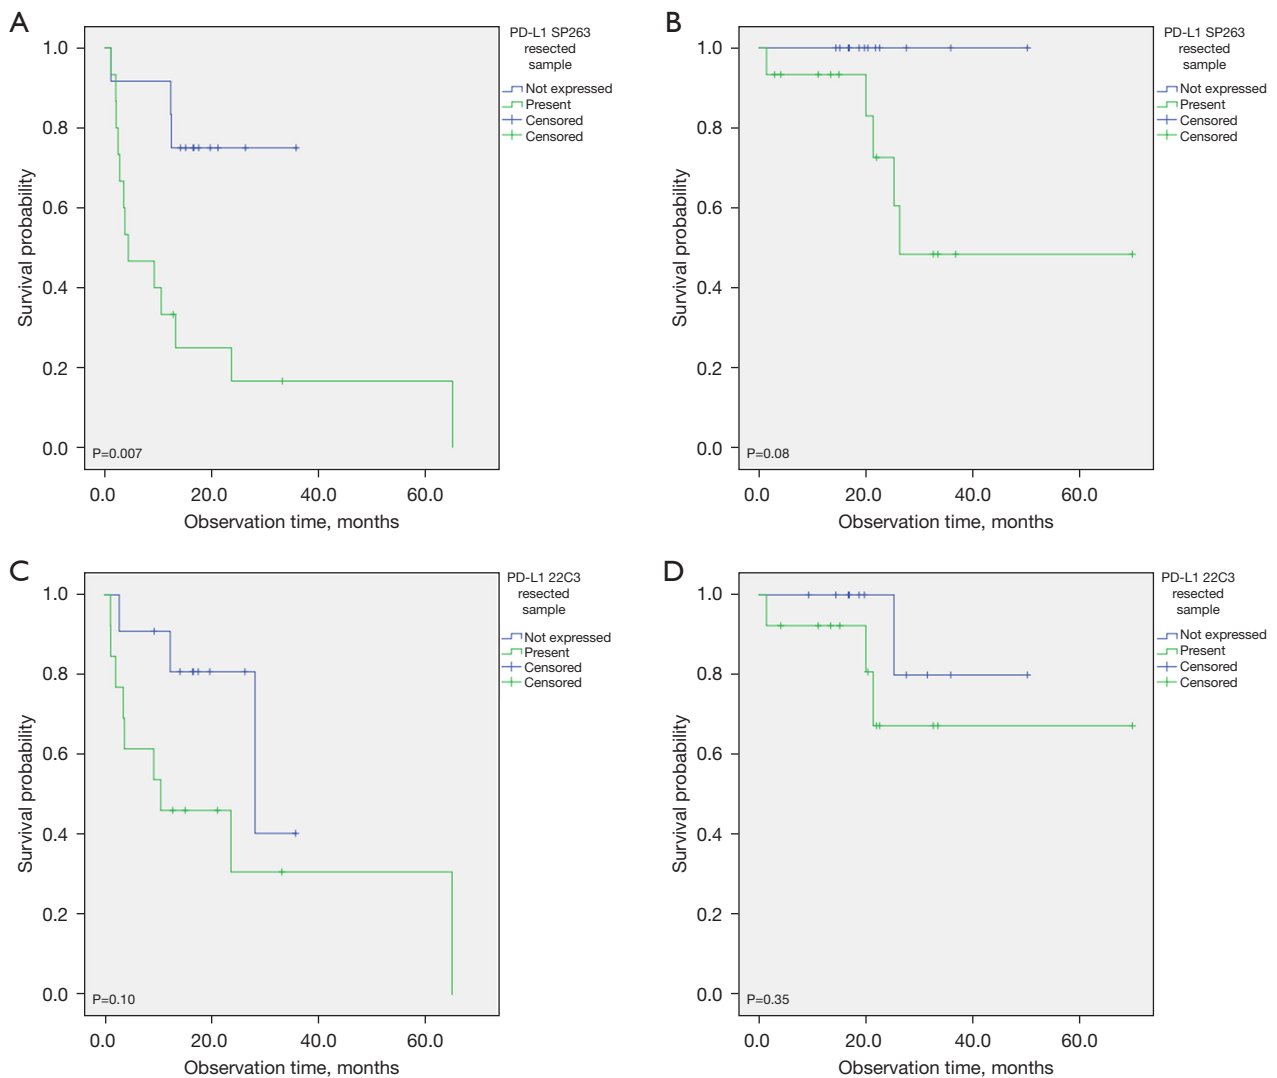 A
PD-L1 SP263
resected
sample
Not expressed
Present
Censored
Censored
1.0
0.8
0.6
0.4
0.2
0.0
Survival probability
P=0.007
0.0 20.0 40.0 60.0
Observation time, months
B
PD-L1 SP263
resected
sample
Not expressed
Present
Censored
Censored
1.0
0.8
0.6
0.4
0.2
0.0
Survival probability
P=0.08
0.0 20.0 40.0 60.0
Observation time, months
C
PD-L1 22C3
resected
sample
Not expressed
Present
Censored
Censored
1.0
0.8
0.6
0.4
0.2
0.0
Survival probability
P=0.10
0.0 20.0 40.0 60.0
Observation time, months
D
PD-L1 22C3
resected
sample
Not expressed
Present
Censored
Censored
1.0
0.8
0.6
0.4
0.2
0.0
Survival probability
P=0.35
0.0 20.0 40.0 60.0
Observation time, months